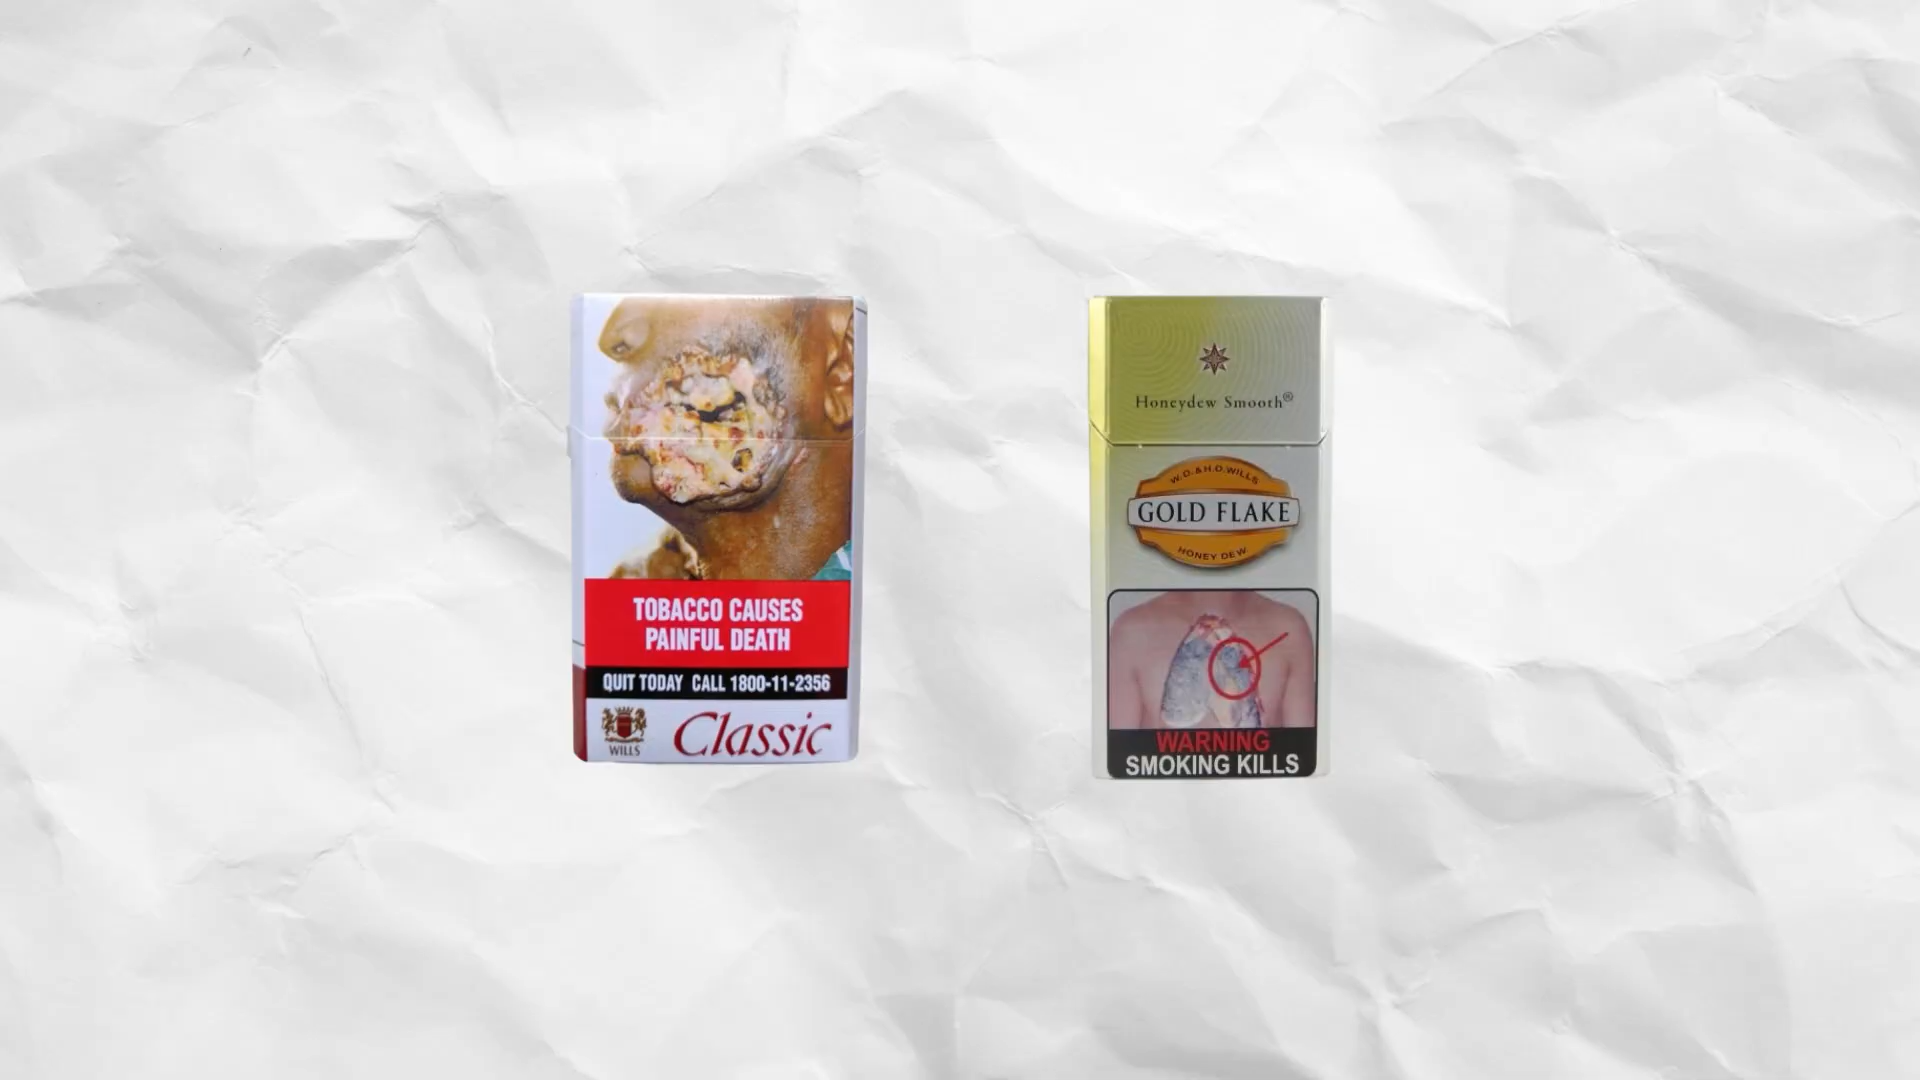 TOBACCO CAUSES
PAINFUL DEATH
QUIT TODAY CALL 1800-11-2356
WILLS
Classic
Honeydew Smooth®
W.D.&H.O.WILLS
GOLD FLAKE
HONEY DEW
WARNING
SMOKING KILLS